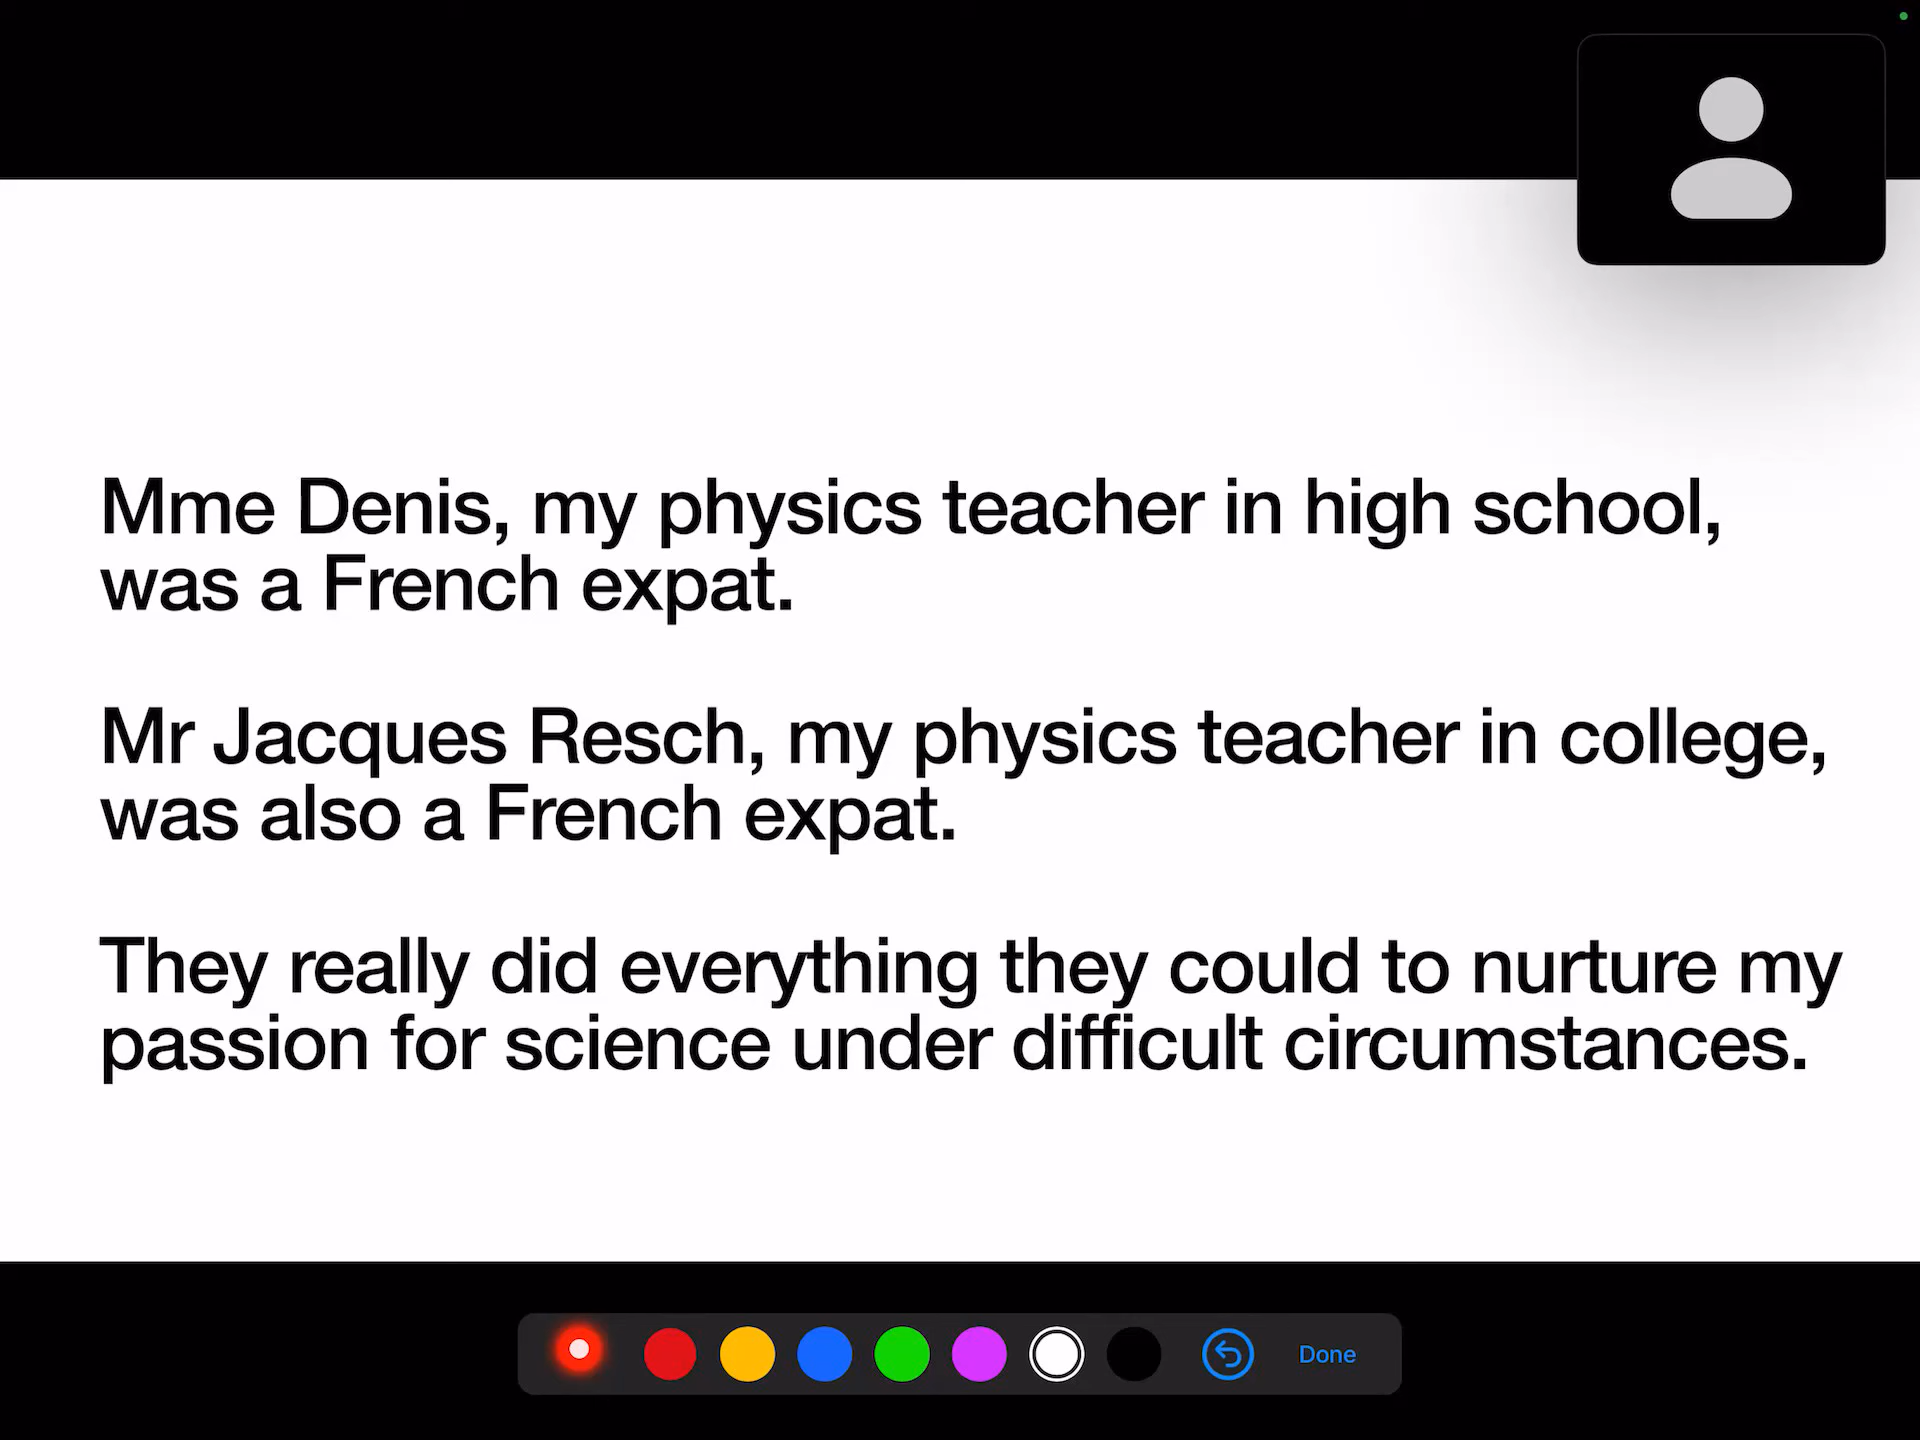 Mme Denis, my physics teacher in high school,
was a French expat.
Mr Jacques Resch, my physics teacher in college,
was also a French expat.
They really did everything they could to nurture my
passion for science under difficult circumstances.
Done